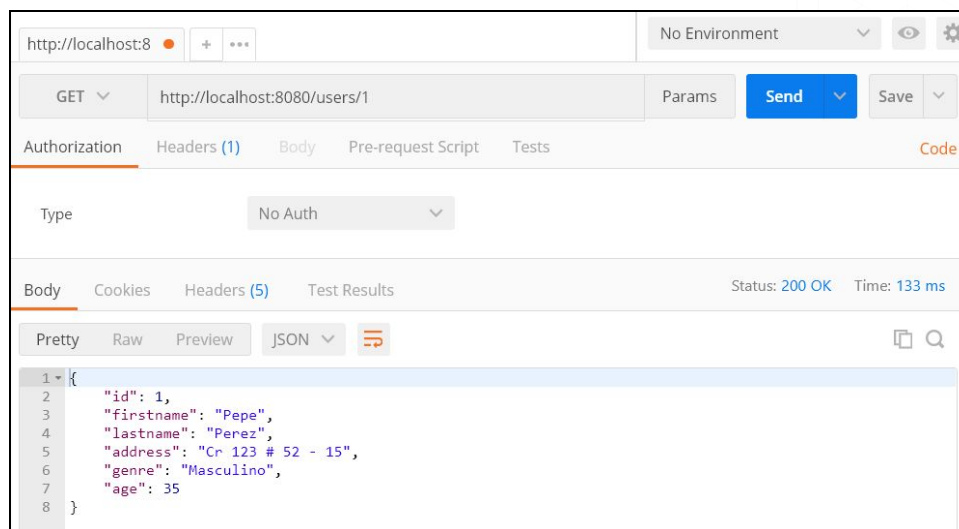 http://localhost:8 + ••• No Environment
GET http://localhost:8080/users/1 Params Send Save
Authorization Headers (1) Body Pre-request Script Tests Code
Type No Auth
Body Cookies Headers (5) Test Results Status: 200 OK Time: 133 ms
Pretty Raw Preview JSON
1 {
2 "id": 1,
3 "firstname": "Pepe",
4 "lastname": "Perez",
5 "address": "Cr 123 # 52 - 15",
6 "genre": "Masculino",
7 "age": 35
8 }